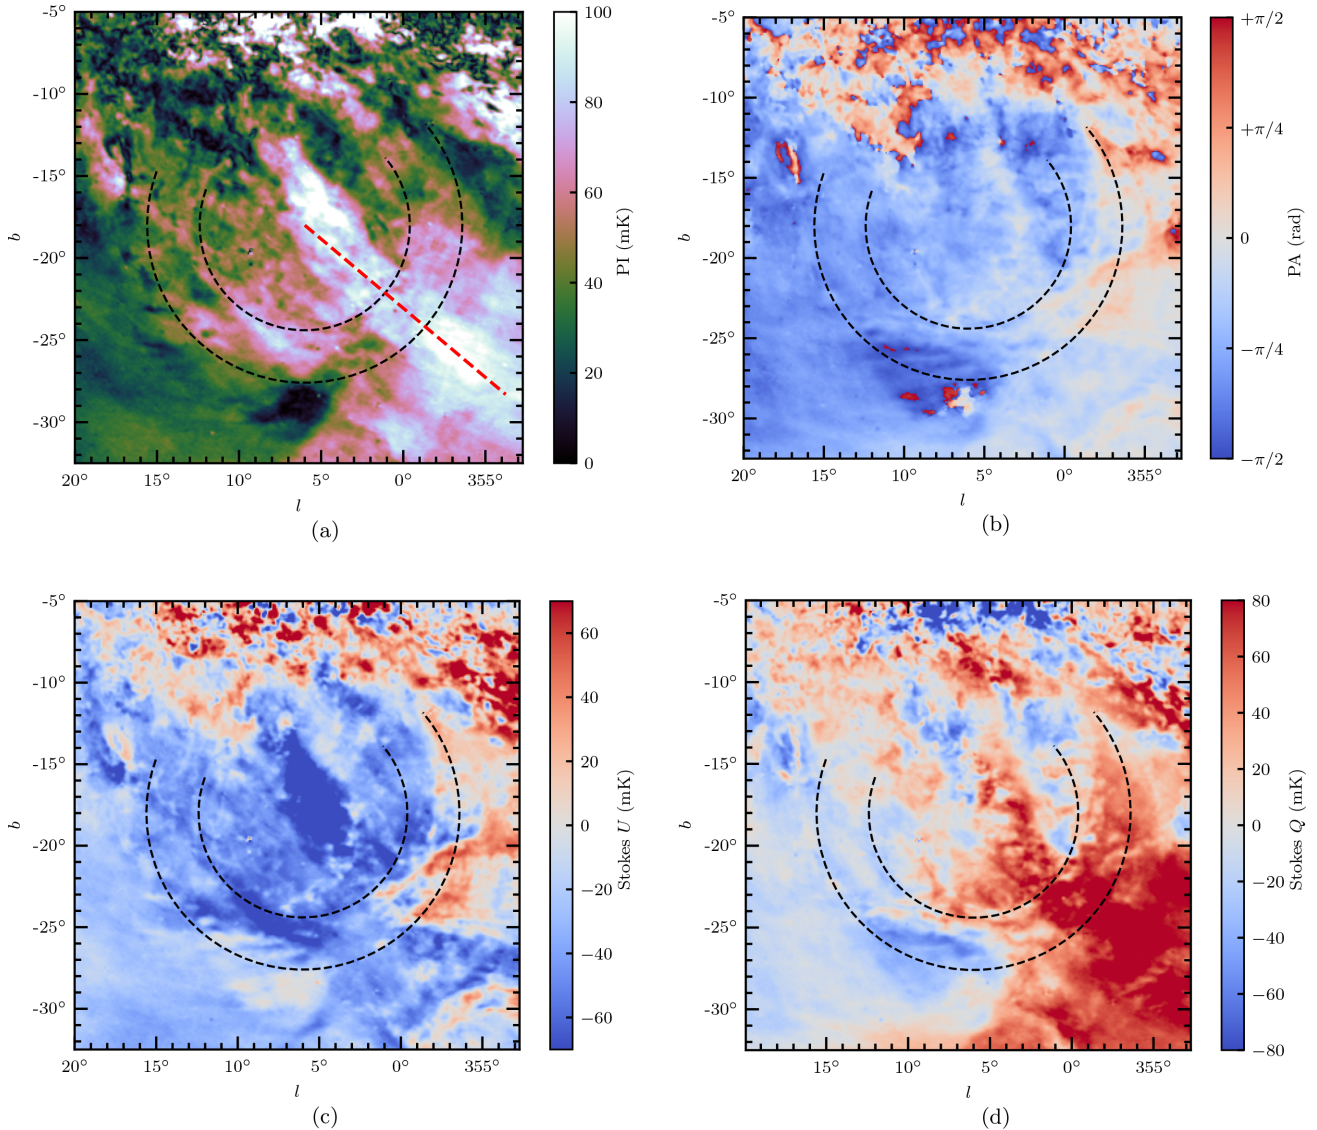 -5°
-10°
-15°
-20°
-25°
-30°
b
20° 15° 10° 5° 0° 355°
l
100
80
60
40
20
0
PI (mK)
(a)
-5°
-10°
-15°
-20°
-25°
-30°
b
20° 15° 10° 5° 0° 355°
l
+π/2
+π/4
0
−π/4
−π/2
PA (rad)
(b)
-5°
-10°
-15°
-20°
-25°
-30°
b
20° 15° 10° 5° 0° 355°
l
60
40
20
0
−20
−40
−60
Stokes U (mK)
(c)
-5°
-10°
-15°
-20°
-25°
-30°
b
15° 10° 5° 0° 355°
l
80
60
40
20
0
−20
−40
−60
−80
Stokes Q (mK)
(d)